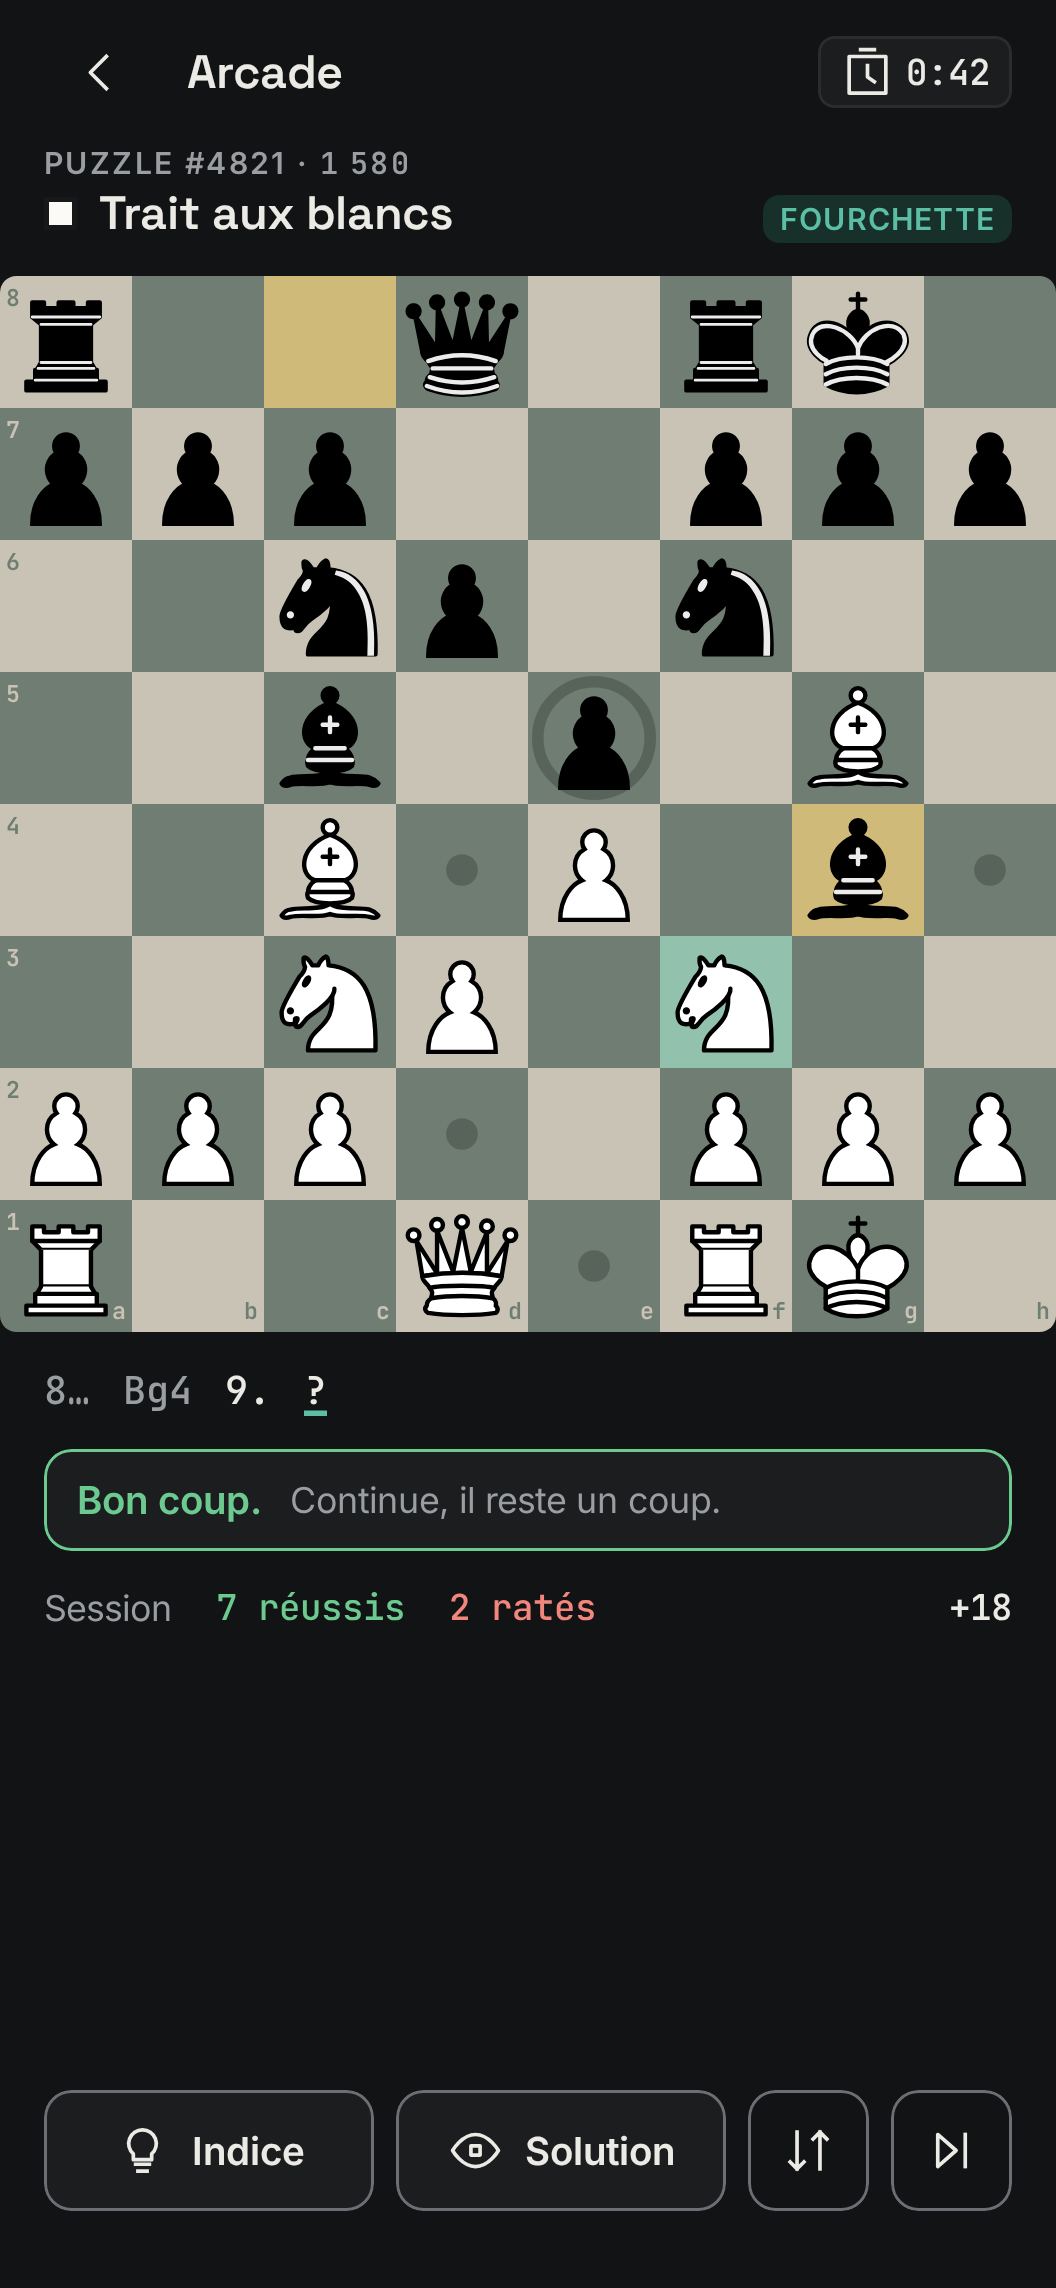 Arcade
0:42
PUZZLE #4821 · 1 580
Trait aux blancs
FOURCHETTE
8
7
6
5
4
3
2
1
a b c d e f g h
8… Bg4 9. ?
Bon coup. Continue, il reste un coup.
Session 7 réussis 2 ratés +18
Indice
Solution